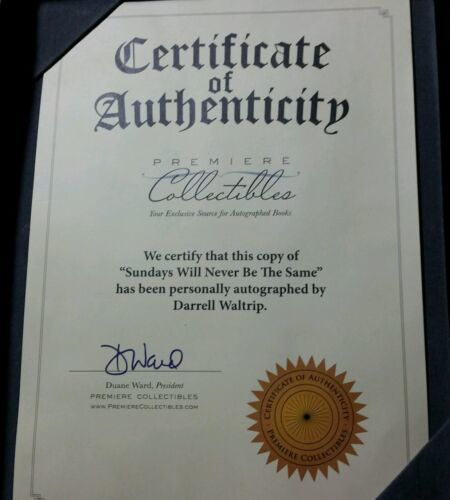 Certificate
of
Authenticity
PREMIERE
Collectibles
Your Exclusive Source for Autographed Books
We certify that this copy of
“Sundays Will Never Be The Same”
has been personally autographed by
Darrell Waltrip.
D Ward
Duane Ward, President
PREMIERE COLLECTIBLES
WWW.PREMIERECOLLECTIBLES.COM
CERTIFICATE OF AUTHENTICITY
PREMIERE COLLECTIBLES